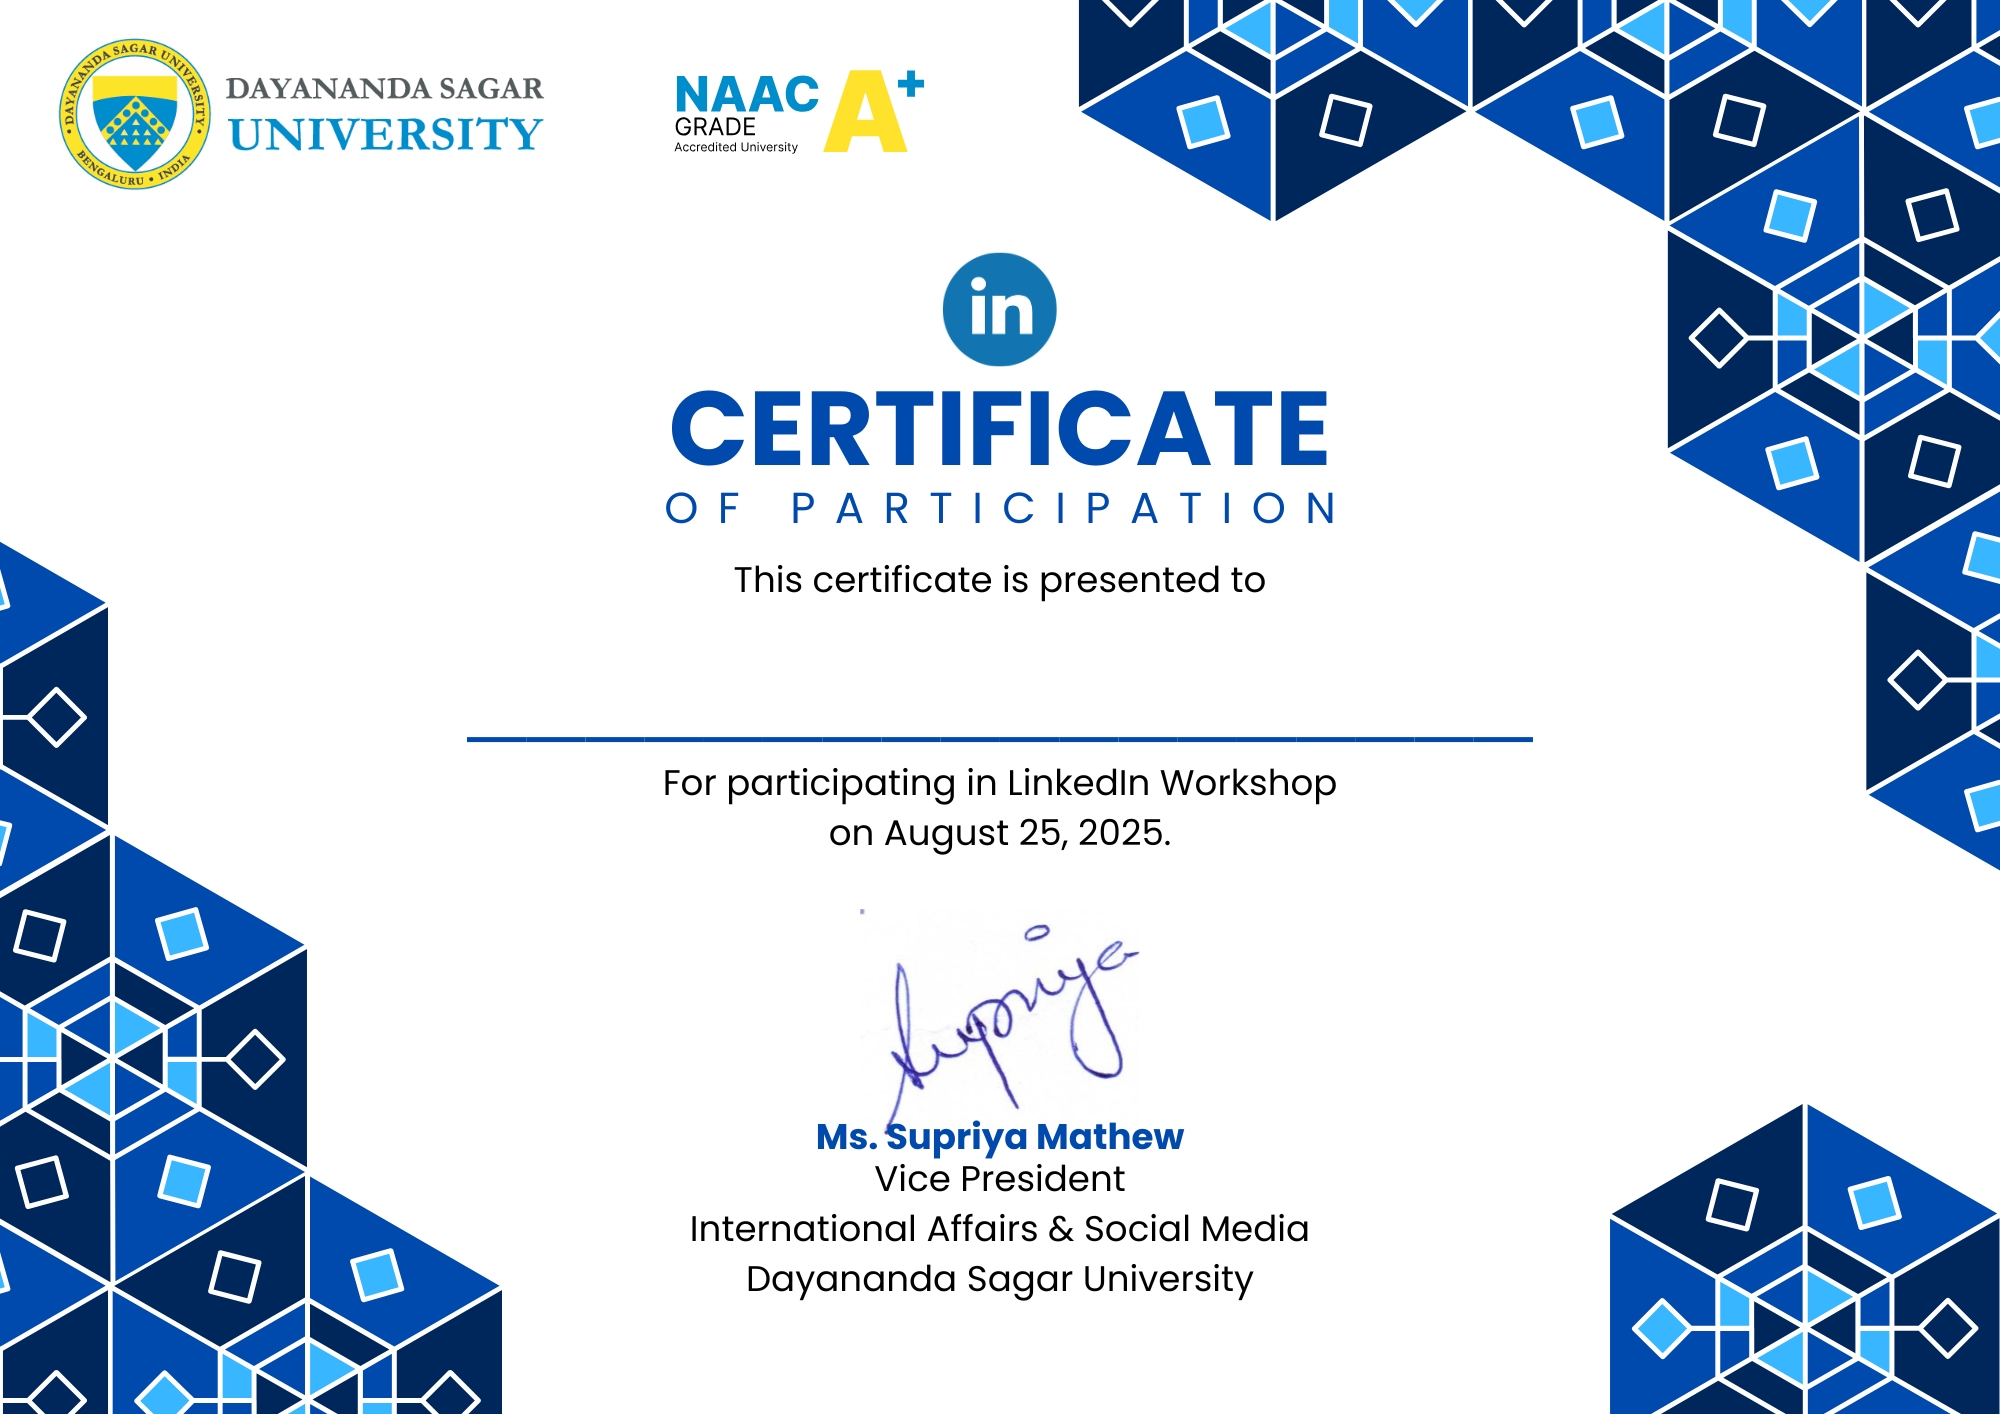 DAYANANDA SAGAR UNIVERSITY
BENGALURU • INDIA
DAYANANDA SAGAR
UNIVERSITY
NAAC A+
GRADE
Accredited University
in
CERTIFICATE
OF PARTICIPATION
This certificate is presented to
For participating in LinkedIn Workshop
on August 25, 2025.
Supriya
Ms. Supriya Mathew
Vice President
International Affairs & Social Media
Dayananda Sagar University